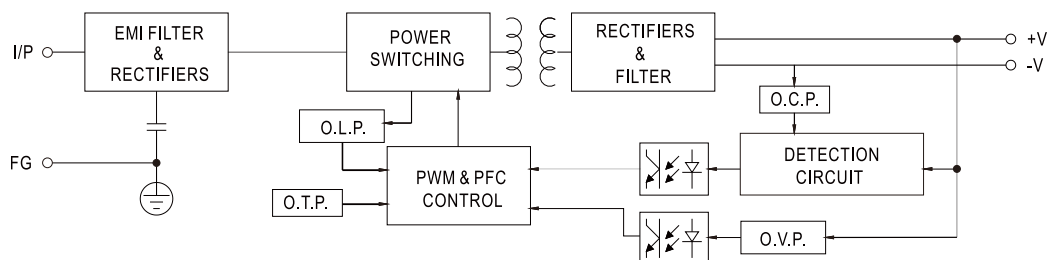 I/P
EMI FILTER
&
RECTIFIERS
POWER
SWITCHING
RECTIFIERS
&
FILTER
+V
-V
O.C.P.
O.L.P.
DETECTION
CIRCUIT
FG
PWM & PFC
CONTROL
O.T.P.
O.V.P.